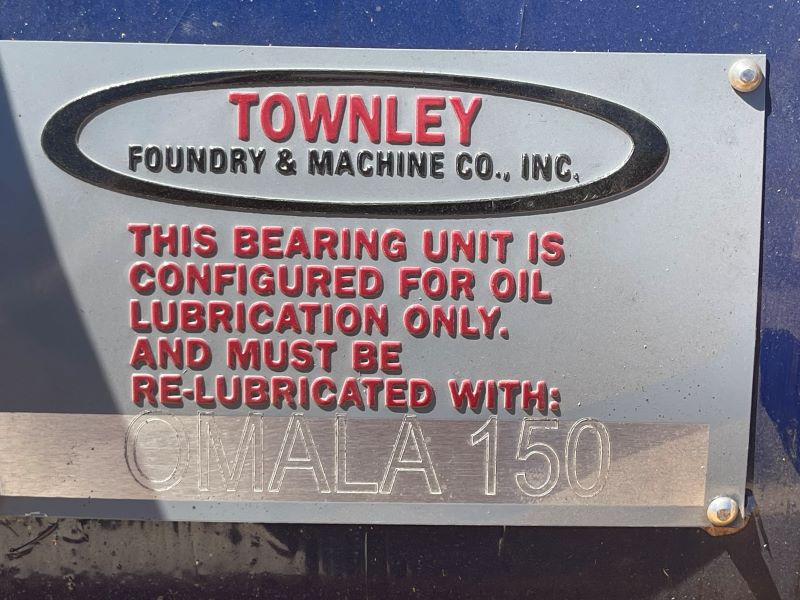 TOWNLEY
FOUNDRY & MACHINE CO., INC.
THIS BEARING UNIT IS
CONFIGURED FOR OIL
LUBRICATION ONLY.
AND MUST BE
RE-LUBRICATED WITH:
OMALA 150